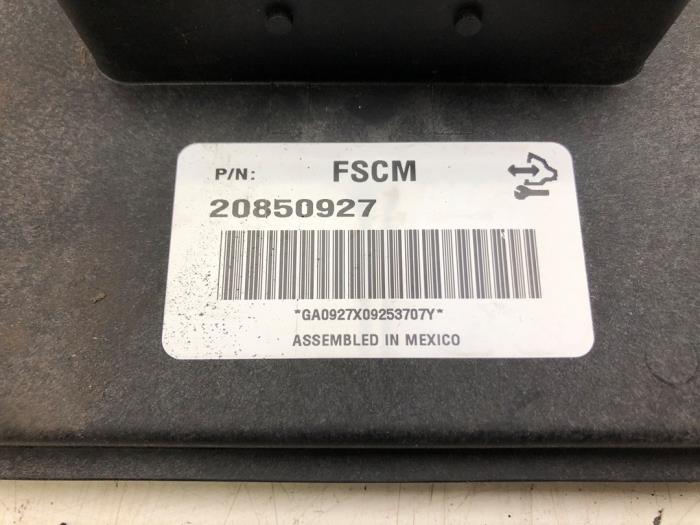 P/N: FSCM
20850927
*GA0927X09253707Y*
ASSEMBLED IN MEXICO